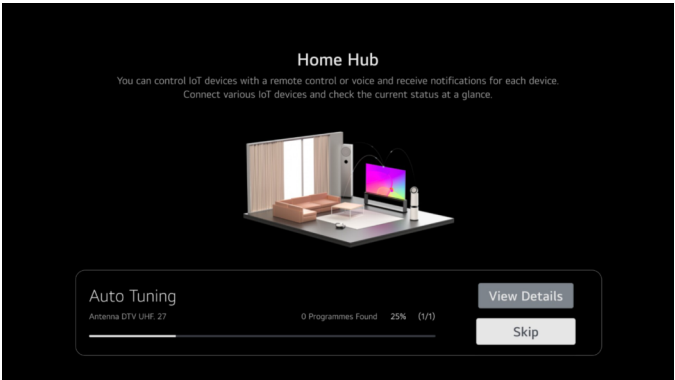 Home Hub
You can control IoT devices with a remote control or voice and receive notifications for each device.
Connect various IoT devices and check the current status at a glance.
Auto Tuning
View Details
Antenna DTV UHF. 27
0 Programmes Found 25% (1/1)
Skip